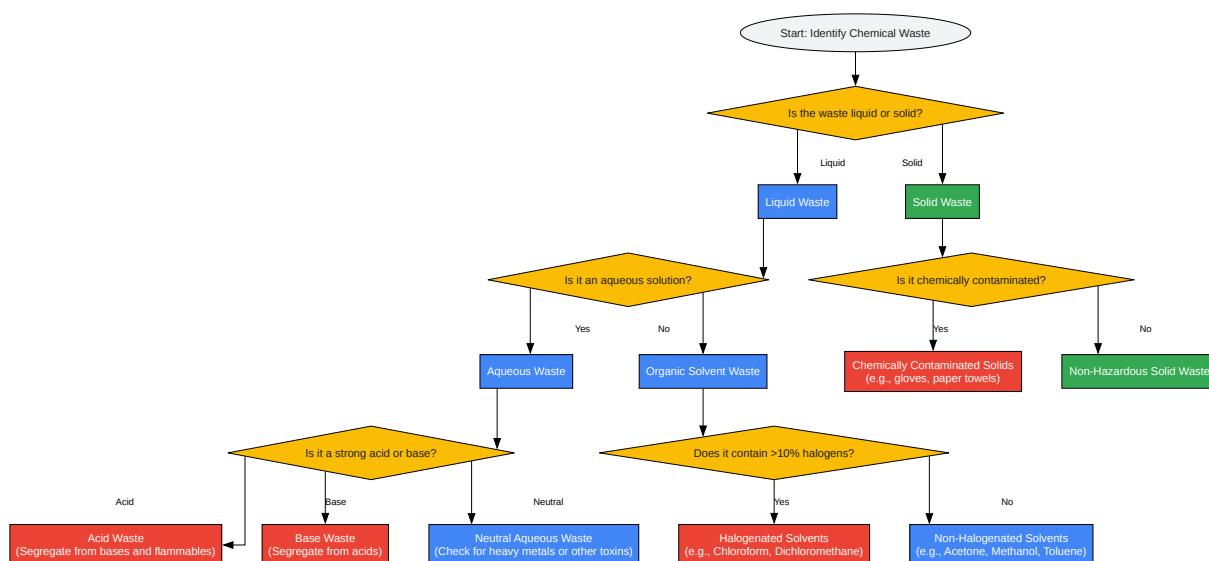 Start: Identify Chemical Waste
Is the waste liquid or solid?
Liquid
Solid
Liquid Waste
Solid Waste
Is it an aqueous solution?
Is it chemically contaminated?
Yes
No
Yes
No
Aqueous Waste
Organic Solvent Waste
Chemically Contaminated Solids
(e.g., gloves, paper towels)
Non-Hazardous Solid Waste
Is it a strong acid or base?
Does it contain >10% halogens?
Acid
Base
Neutral
Yes
No
Acid Waste
(Segregate from bases and flammables)
Base Waste
(Segregate from acids)
Neutral Aqueous Waste
(Check for heavy metals or other toxins)
Halogenated Solvents
(e.g., Chloroform, Dichloromethane)
Non-Halogenated Solvents
(e.g., Acetone, Methanol, Toluene)